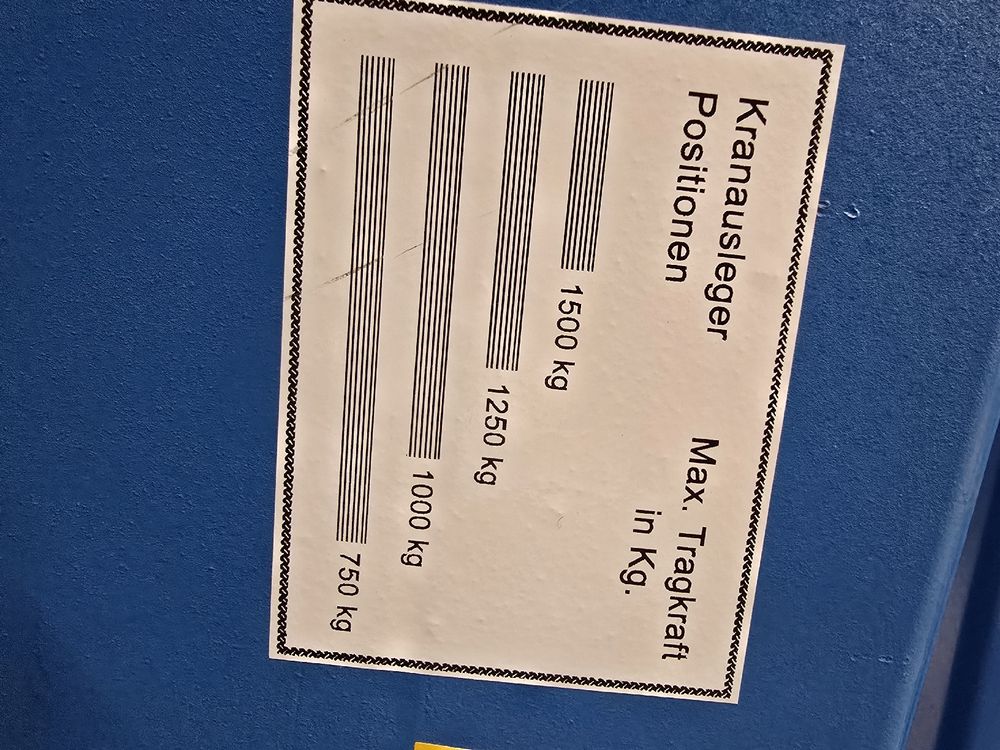 Kranausleger
Positionen
Max. Tragkraft
in Kg.
1500 kg
1250 kg
1000 kg
750 kg